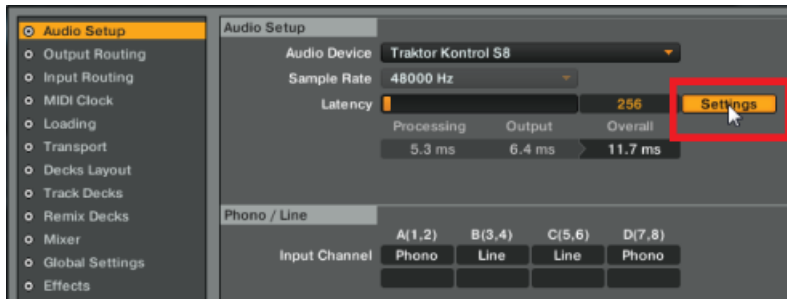 Audio Setup
Output Routing
Input Routing
MIDI Clock
Loading
Transport
Decks Layout
Track Decks
Remix Decks
Mixer
Global Settings
Effects
Audio Setup
Audio Device Traktor Kontrol S8
Sample Rate 48000 Hz
Latency 256 Settings
Processing Output Overall
5.3 ms 6.4 ms 11.7 ms
Phono / Line
A(1,2) B(3,4) C(5,6) D(7,8)
Input Channel Phono Line Line Phono